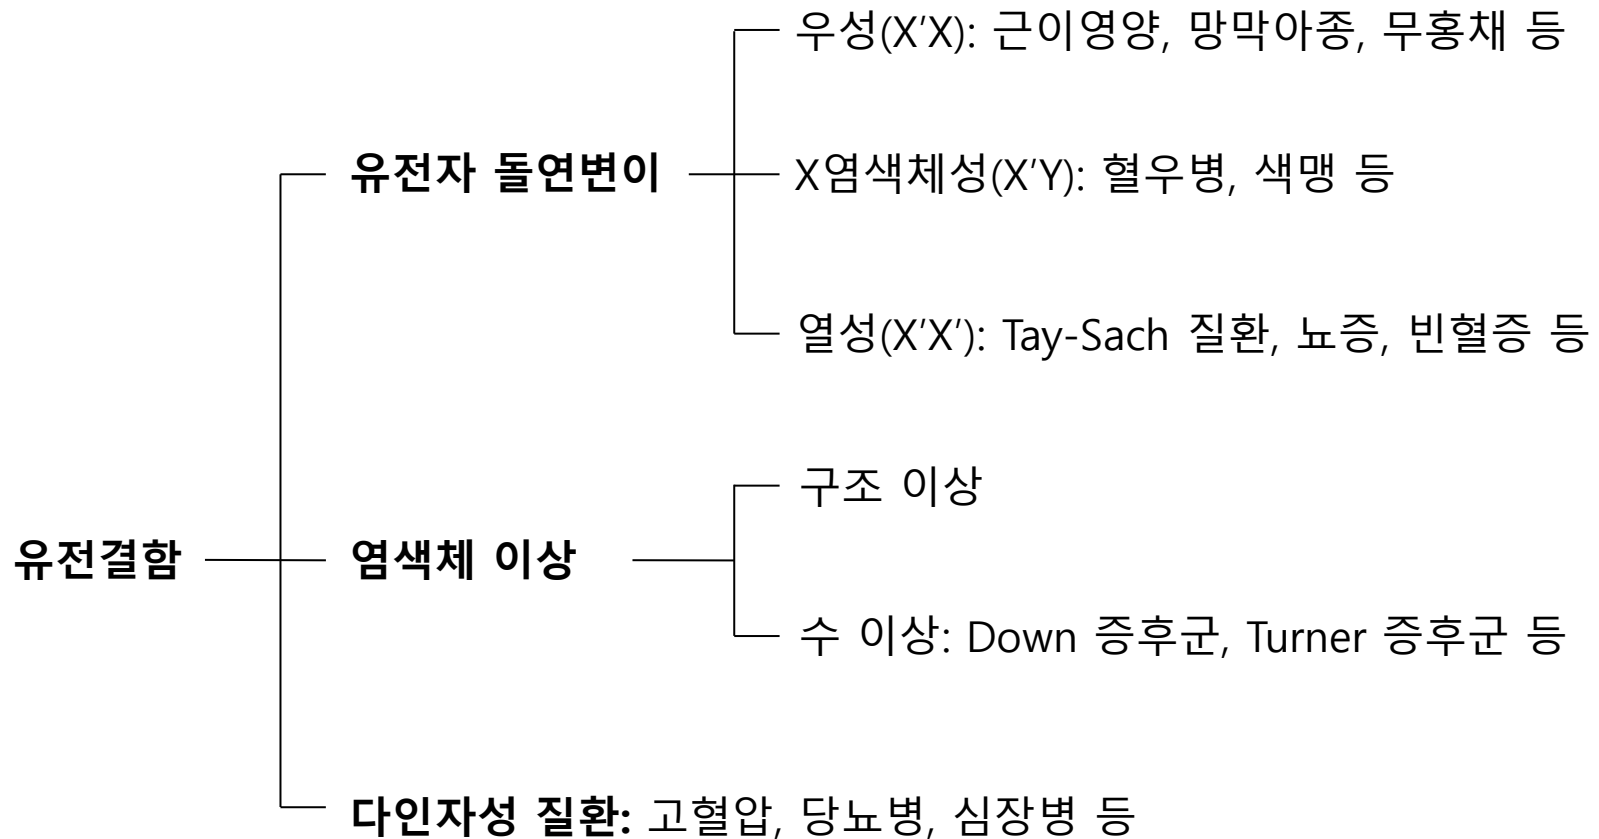 우성(X′X): 근이영양, 망막아종, 무홍채 등
유전자 돌연변이
X염색체성(X′Y): 혈우병, 색맹 등
열성(X′X′): Tay-Sach 질환, 뇨증, 빈혈증 등
구조 이상
유전결함
염색체 이상
수 이상: Down 증후군, Turner 증후군 등
다인자성 질환: 고혈압, 당뇨병, 심장병 등